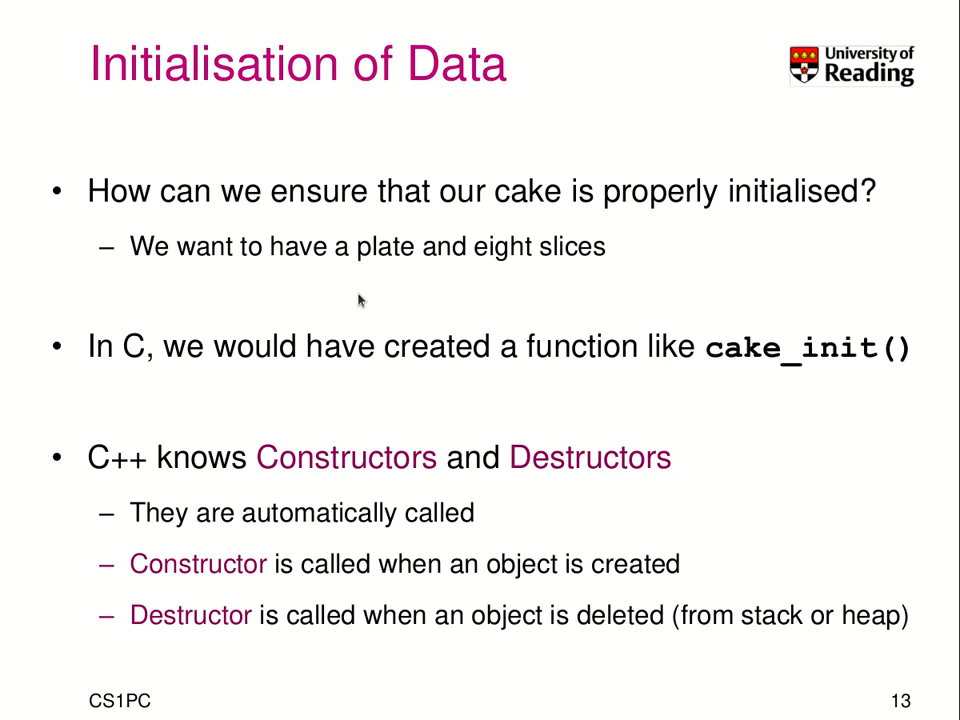 Initialisation of Data
University of
Reading
• How can we ensure that our cake is properly initialised?
– We want to have a plate and eight slices
• In C, we would have created a function like cake_init()
• C++ knows Constructors and Destructors
– They are automatically called
– Constructor is called when an object is created
– Destructor is called when an object is deleted (from stack or heap)
CS1PC
13